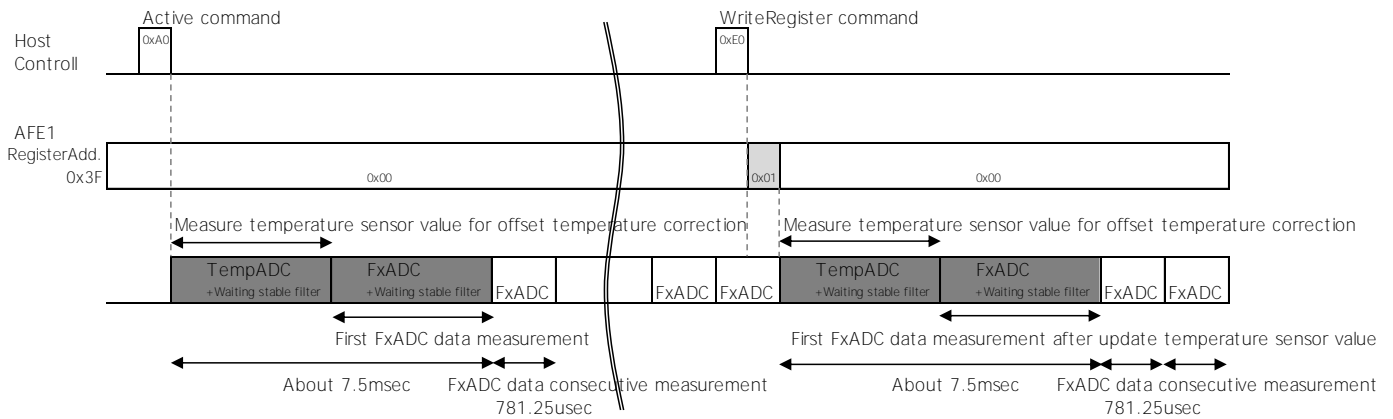 Active command
WriteRegister command
Host
Controll
0xA0
0xE0
AFE1
RegisterAdd.
0x3F
0x00
0x01
0x00
Measure temperature sensor value for offset temperature correction
Measure temperature sensor value for offset temperature correction
TempADC
+Waiting stable filter
FxADC
+Waiting stable filter
FxADC
FxADC
FxADC
TempADC
+Waiting stable filter
FxADC
+Waiting stable filter
FxADC
FxADC
First FxADC data measurement
First FxADC data measurement after update temperature sensor value
About 7.5msec
FxADC data consecutive measurement
781.25usec
About 7.5msec
FxADC data consecutive measurement
781.25usec